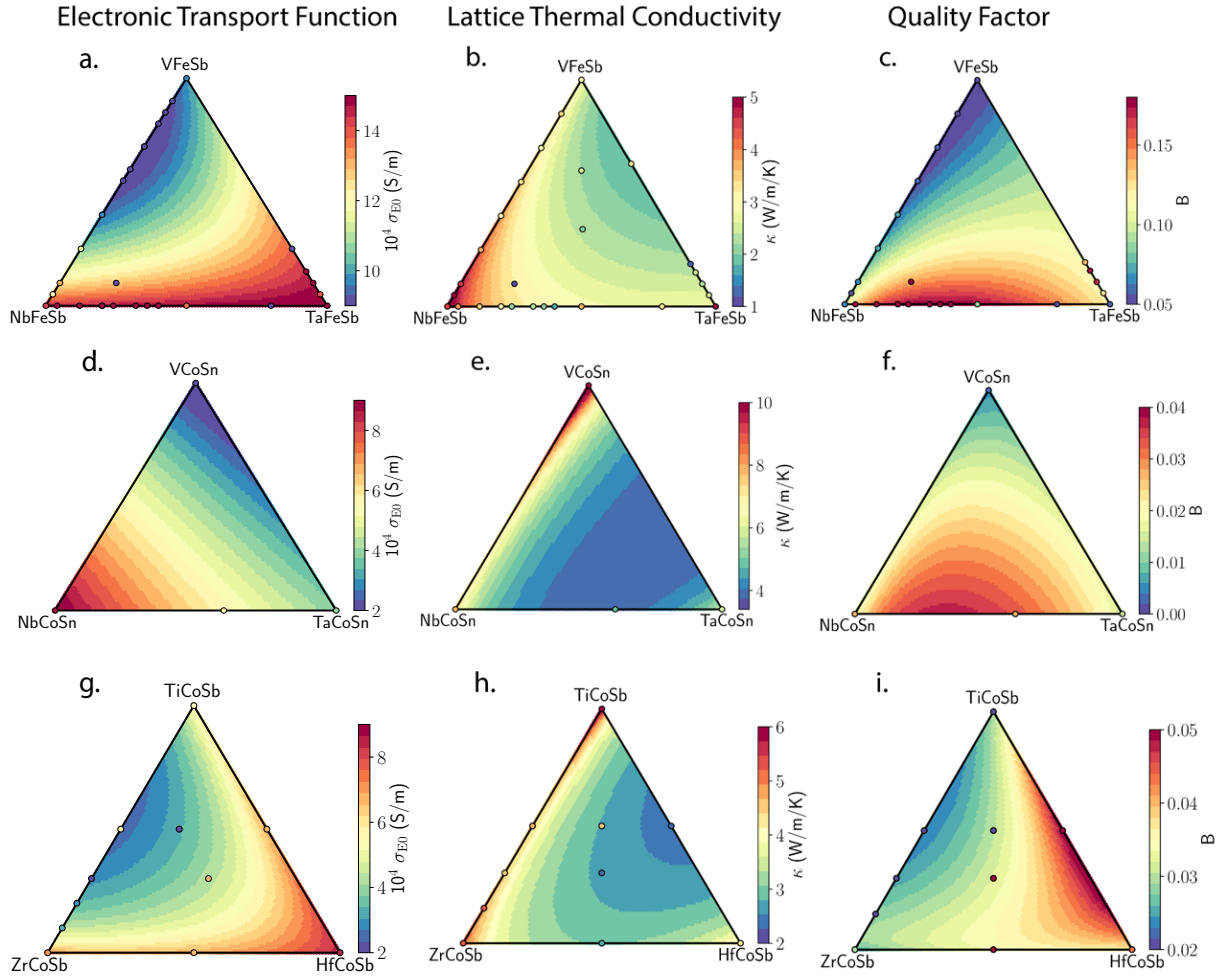 Electronic Transport Function Lattice Thermal Conductivity Quality Factor
a. b. c.
VFeSb VFeSb VFeSb
14
12
10
10⁴ σE0 (S/m)
5
4
3
2
1
κ (W/m/K)
0.15
0.10
0.05
B
NbFeSb TaFeSb NbFeSb TaFeSb NbFeSb TaFeSb
d. e. f.
VCoSn VCoSn VCoSn
8
6
4
2
10⁴ σE0 (S/m)
10
8
6
4
κ (W/m/K)
0.04
0.03
0.02
0.01
0.00
B
NbCoSn TaCoSn NbCoSn TaCoSn NbCoSn TaCoSn
g. h. i.
TiCoSb TiCoSb TiCoSb
8
6
4
2
10⁴ σE0 (S/m)
6
5
4
3
2
κ (W/m/K)
0.05
0.04
0.03
0.02
B
ZrCoSb HfCoSb ZrCoSb HfCoSb ZrCoSb HfCoSb